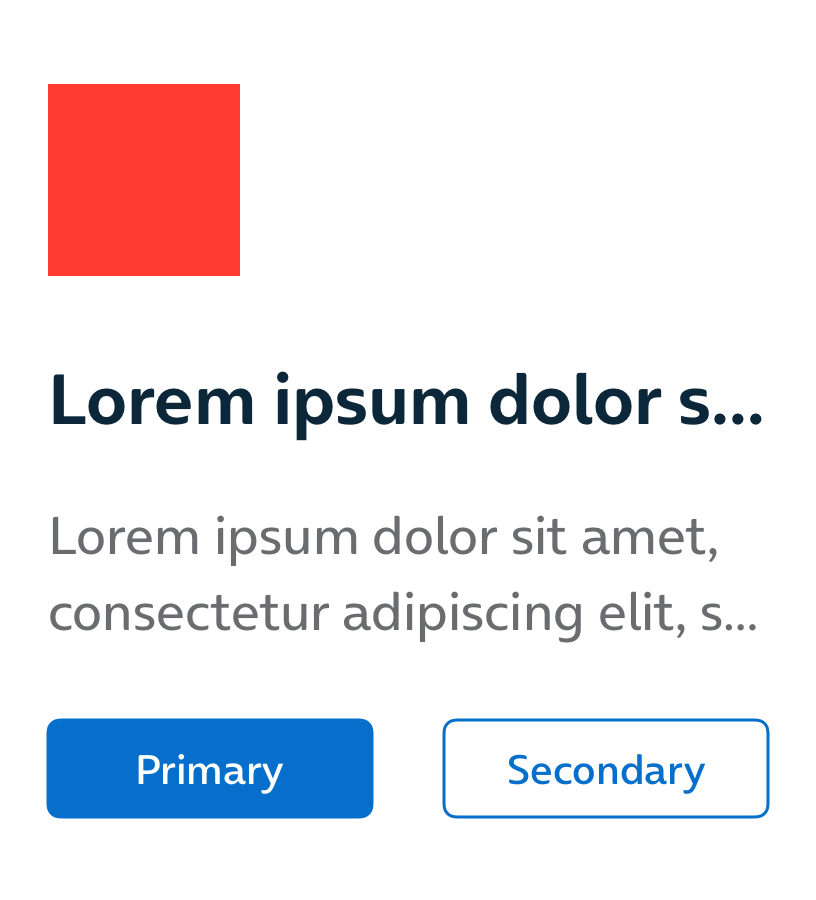 Lorem ipsum dolor s...
Lorem ipsum dolor sit amet,
consectetur adipiscing elit, s...
Primary
Secondary